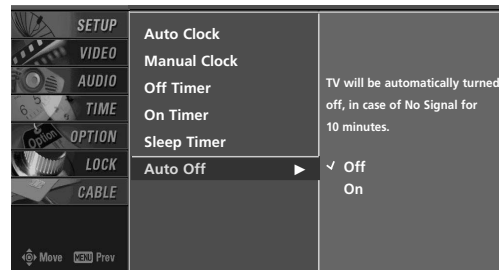 SETUP
VIDEO
AUDIO
TIME
OPTION
LOCK
CABLE
Move MENU Prev
Auto Clock
Manual Clock
Off Timer
On Timer
Sleep Timer
Auto Off
TV will be automatically turned
off, in case of No Signal for
10 minutes.
✓ Off
On